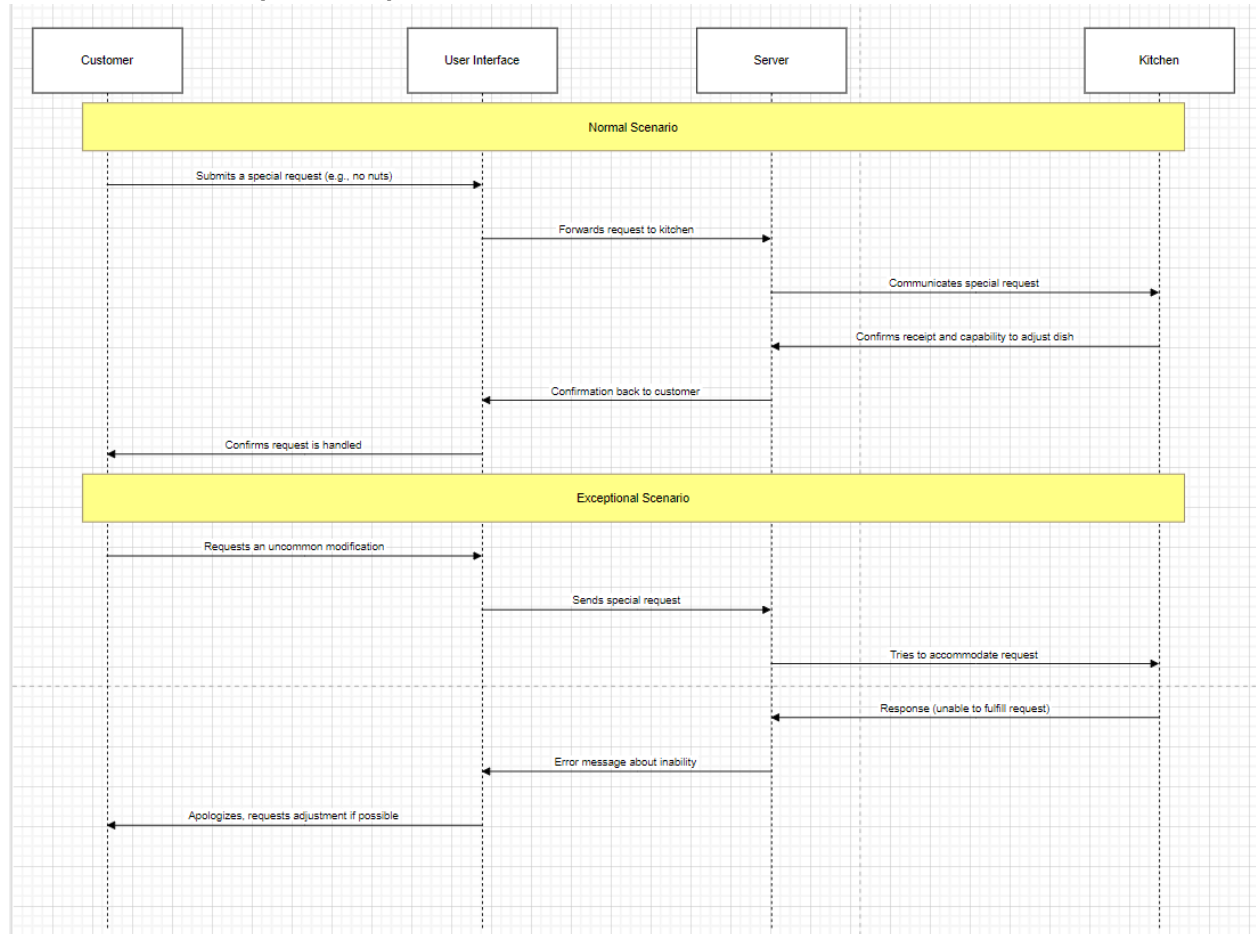 Customer
User Interface
Server
Kitchen
Normal Scenario
Submits a special request (e.g., no nuts)
Forwards request to kitchen
Communicates special request
Confirms receipt and capability to adjust dish
Confirmation back to customer
Confirms request is handled
Exceptional Scenario
Requests an uncommon modification
Sends special request
Tries to accommodate request
Response (unable to fulfill request)
Error message about inability
Apologizes, requests adjustment if possible